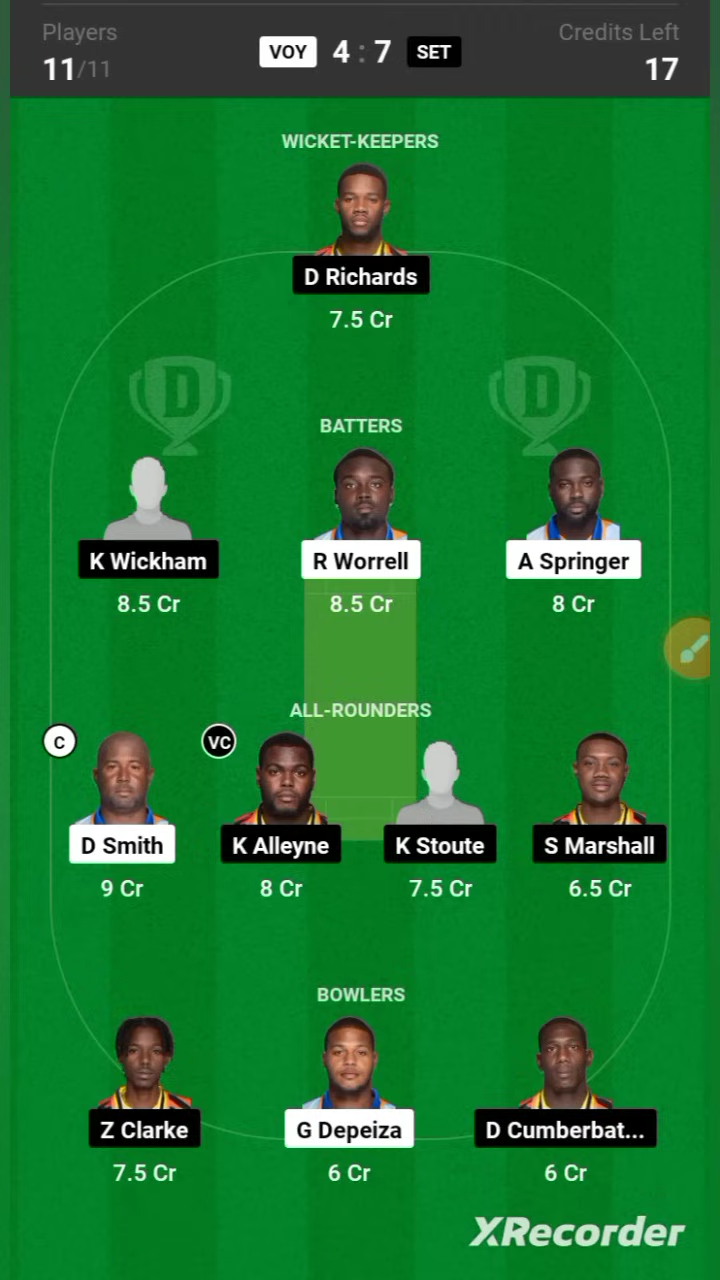 Players
Credits Left
11/11
VOY 4 : 7 SET
17
WICKET-KEEPERS
D Richards
7.5 Cr
D
D
BATTERS
K Wickham
R Worrell
A Springer
8.5 Cr
8.5 Cr
8 Cr
ALL-ROUNDERS
C
VC
D Smith
K Alleyne
K Stoute
S Marshall
9 Cr
8 Cr
7.5 Cr
6.5 Cr
BOWLERS
Z Clarke
G Depeiza
D Cumberbat...
7.5 Cr
6 Cr
6 Cr
XRecorder